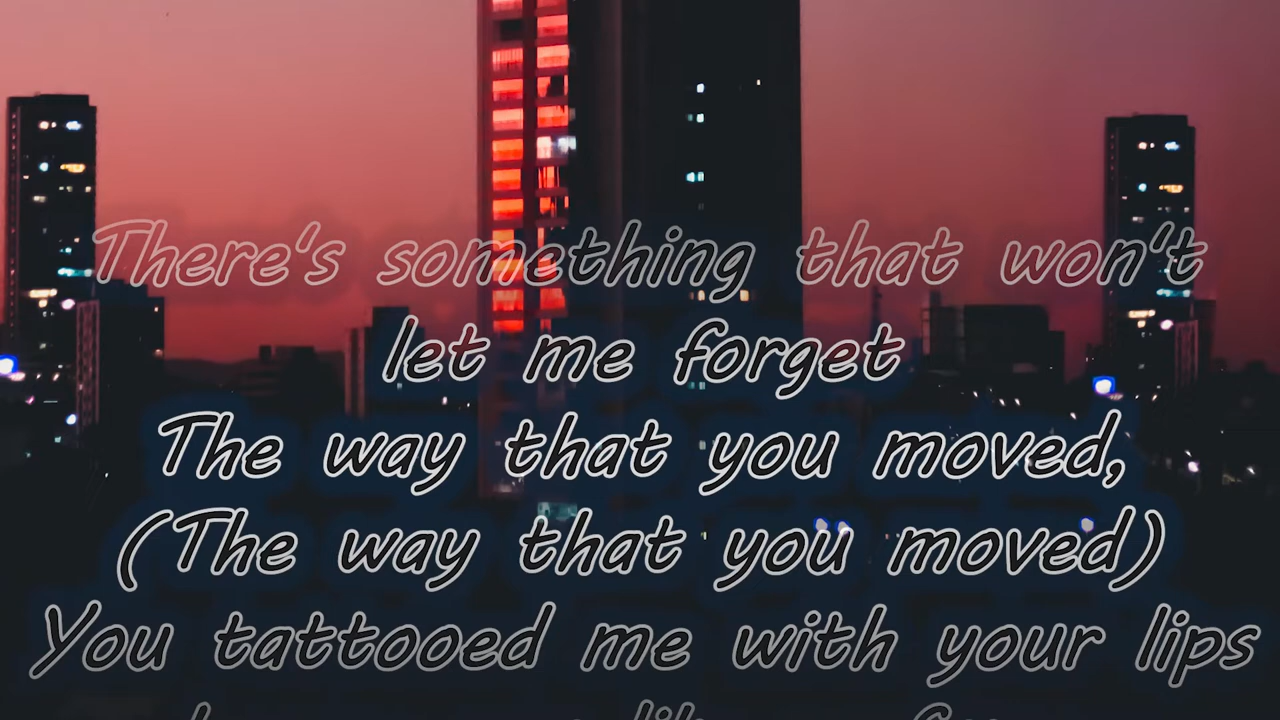 There's something that won't
let me forget
The way that you moved,
(The way that you moved)
You tattooed me with your lips